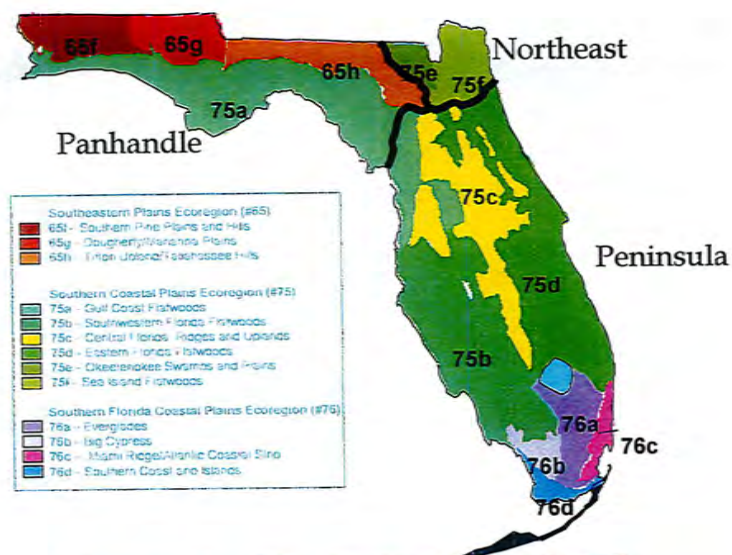 65f
65g
65h
75e
75f
Northeast
75a
Panhandle
75c
Peninsula
75d
75b
76a
76c
76b
76d
Southeastern Plains Ecoregion (#65)
65f - Southern Pine Plains and Hills
65g - Plains
65h - Hills
Southern Coastal Plains Ecoregion (#75)
75a - Gulf Coast Flatwoods
75b - Southwestern Florida Flatwoods
75c - Central Florida Ridges and Uplands
75d - Eastern Florida Flatwoods
75e - Okefenokee Swamps and Plains
75f - Sea Island Flatwoods
Southern Florida Coastal Plains Ecoregion (#76)
76a - Everglades
76b - Big Cypress
76c - Miami Ridge/Atlantic Coastal Strip
76d - Southern Coast and Islands